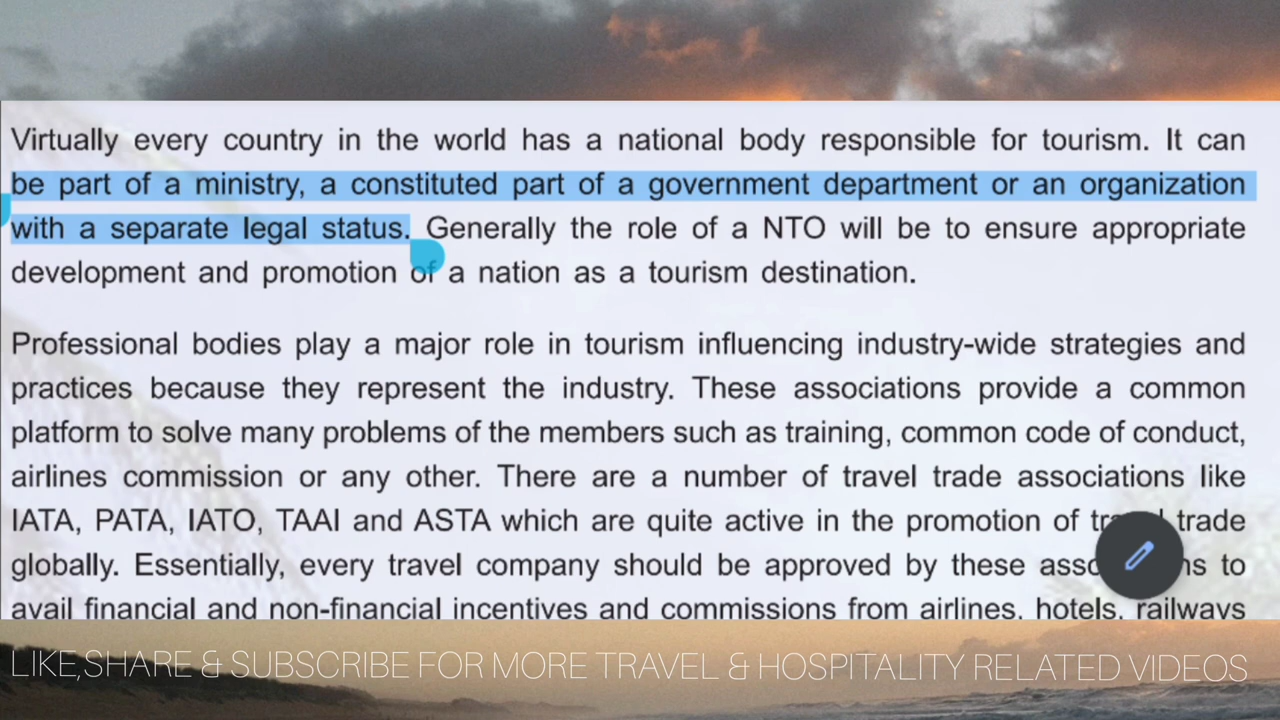 Virtually every country in the world has a national body responsible for tourism. It can
be part of a ministry, a constituted part of a government department or an organization
with a separate legal status. Generally the role of a NTO will be to ensure appropriate
development and promotion of a nation as a tourism destination.
Professional bodies play a major role in tourism influencing industry-wide strategies and
practices because they represent the industry. These associations provide a common
platform to solve many problems of the members such as training, common code of conduct,
airlines commission or any other. There are a number of travel trade associations like
IATA, PATA, IATO, TAAI and ASTA which are quite active in the promotion of travel trade
globally. Essentially, every travel company should be approved by these associations to
avail financial and non-financial incentives and commissions from airlines, hotels, railways
LIKE,SHARE & SUBSCRIBE FOR MORE TRAVEL & HOSPITALITY RELATED VIDEOS